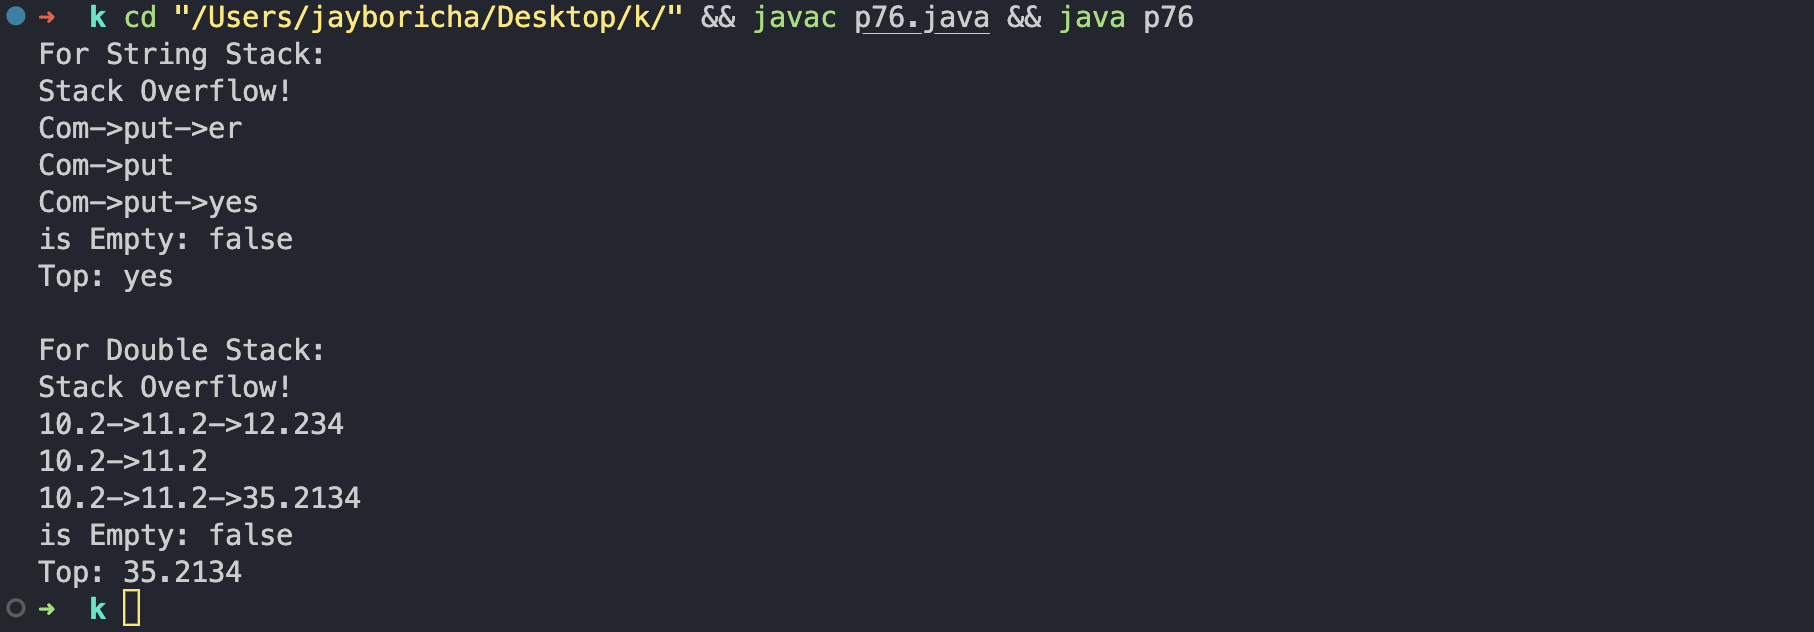 ➜ k cd "/Users/jayboricha/Desktop/k/" && javac p76.java && java p76
For String Stack:
Stack Overflow!
Com->put->er
Com->put
Com->put->yes
is Empty: false
Top: yes

For Double Stack:
Stack Overflow!
10.2->11.2->12.234
10.2->11.2
10.2->11.2->35.2134
is Empty: false
Top: 35.2134
➜ k